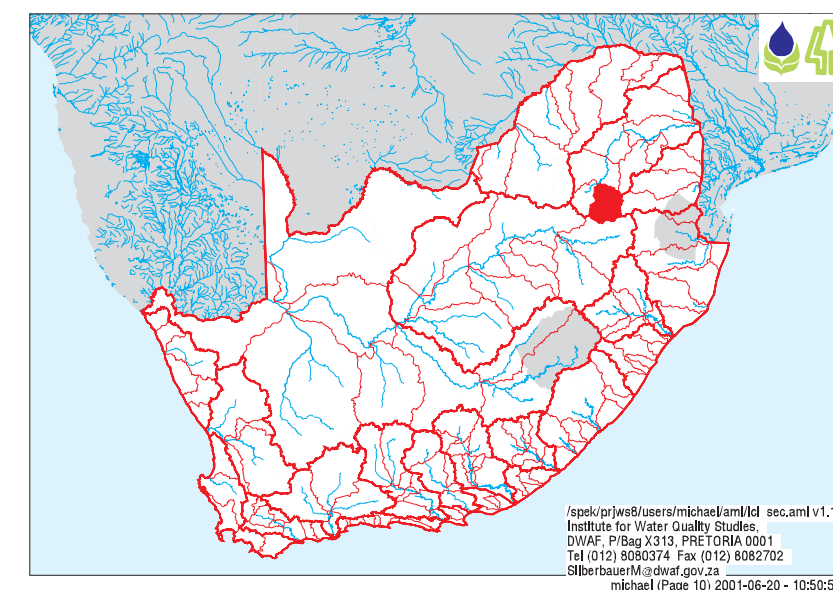 /spek/prjws8/users/michael/aml/lcl sec.aml v1.1
Institute for Water Quality Studies,
DWAF, P/Bag X313, PRETORIA 0001
Tel (012) 8080374 Fax (012) 8082702
SilberbauerM@dwaf.gov.za
michael (Page 10) 2001-06-20 - 10:50:5